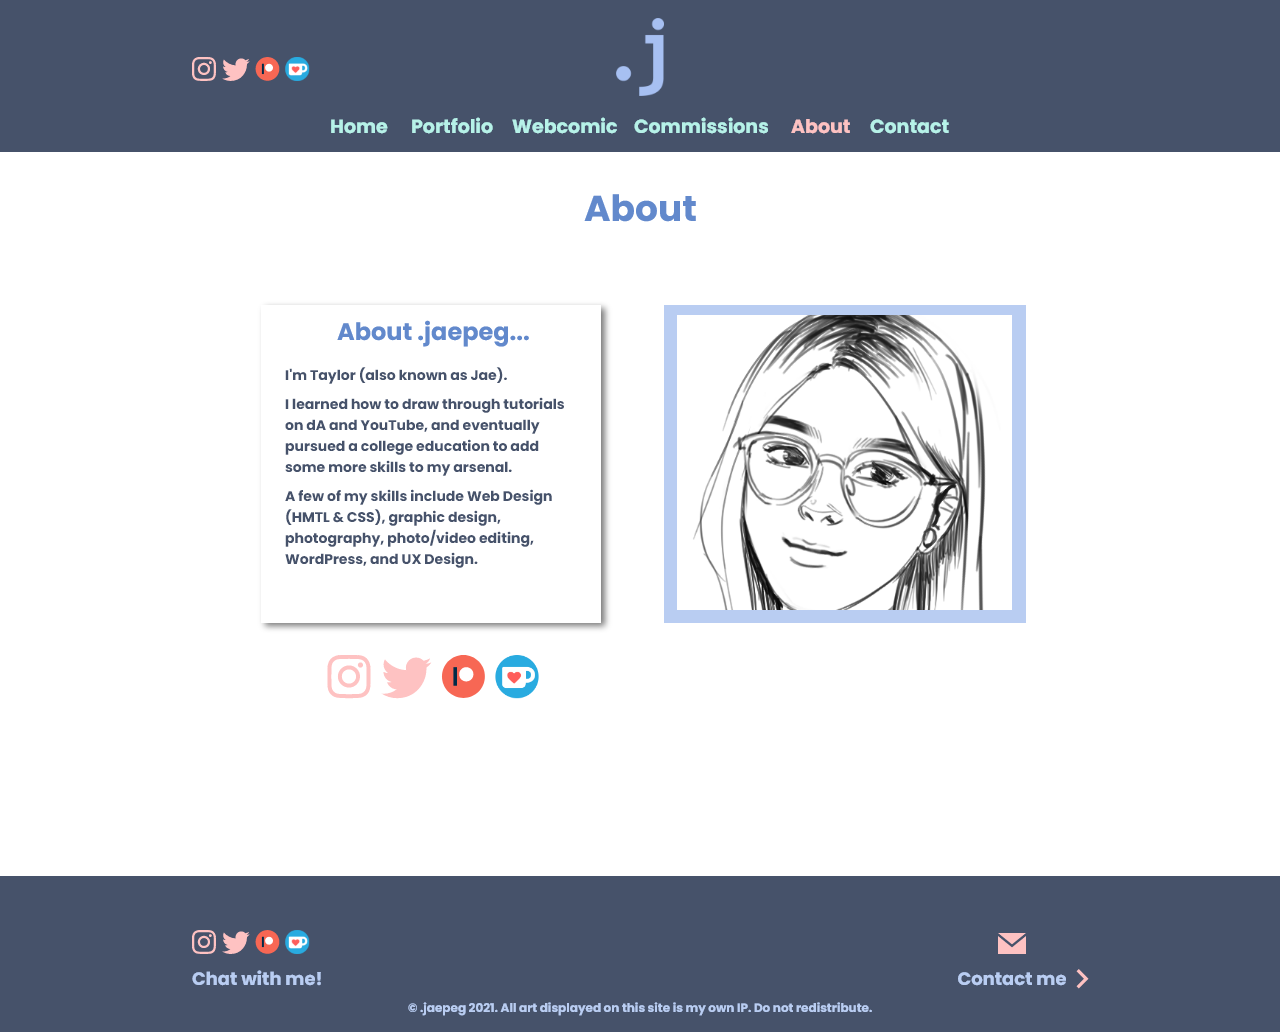 .j
Home Portfolio Webcomic Commissions About Contact
About
About .jaepeg...
I'm Taylor (also known as Jae).
I learned how to draw through tutorials
on dA and YouTube, and eventually
pursued a college education to add
some more skills to my arsenal.
A few of my skills include Web Design
(HMTL & CSS), graphic design,
photography, photo/video editing,
WordPress, and UX Design.
Chat with me!
Contact me
© .jaepeg 2021. All art displayed on this site is my own IP. Do not redistribute.